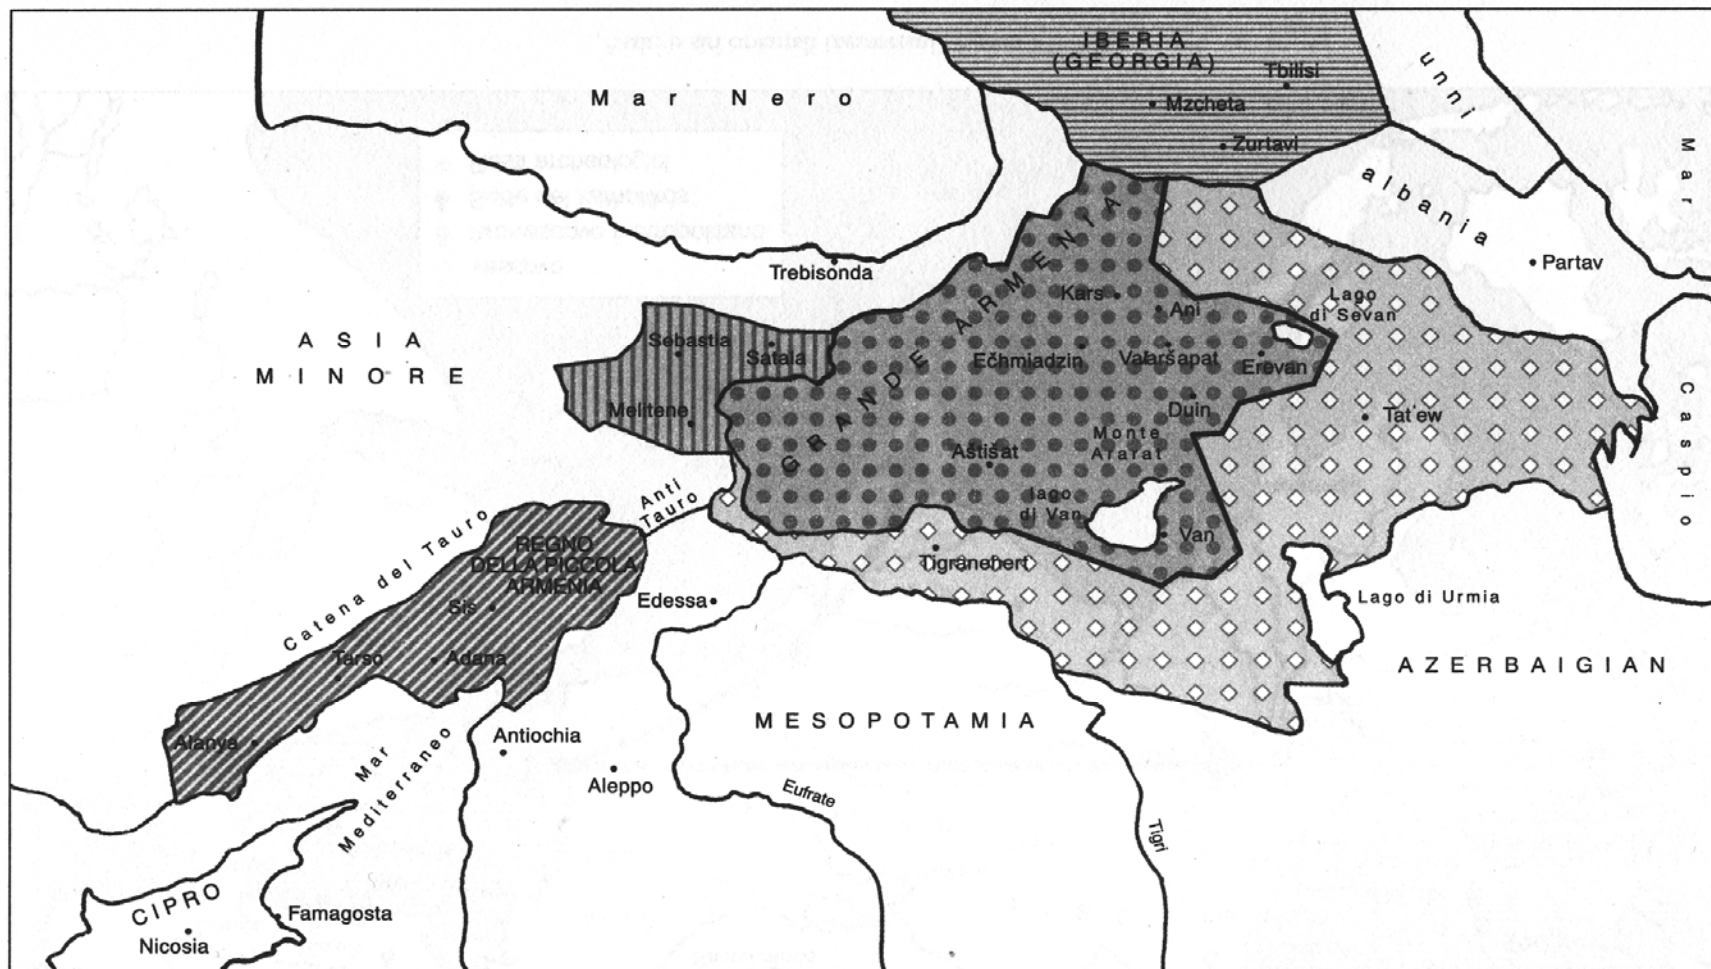 IBERIA
(GEORGIA)
Tbilisi
Mzcheta
Zurtavi
unni
Mar
Caspio
Mar Nero
albania
Partav
Trebisonda
GRANDE ARMENIA
Kars
Ani
Lago
di Sevan
ASIA
MINORE
Sebastia
Satala
Ečhmiadzin
Valaršapat
Erevan
Melitene
Duin
Tat'ew
Monte
Ararat
Aštišat
Anti
Tauro
lago
di Van
Van
Catena del Tauro
REGNO
DELLA PICCOLA
ARMENIA
Tigranehert
Sis
Edessa
Lago di Urmia
Tarso
Adana
AZERBAIGIAN
MESOPOTAMIA
Alanya
Antiochia
Mar
Mediterraneo
Aleppo
Eufrate
Tigri
CIPRO
Famagosta
Nicosia